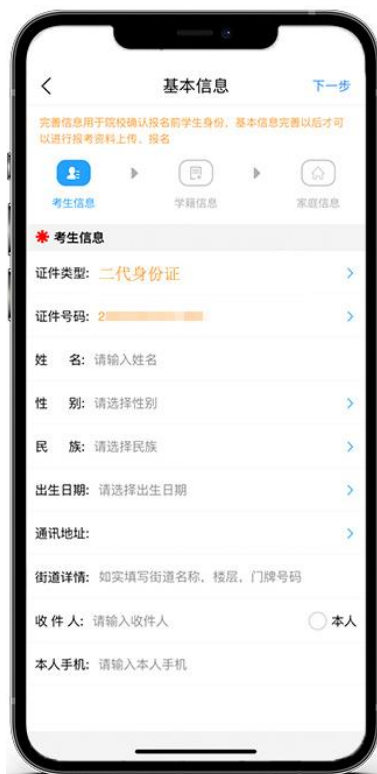 基本信息 下一步
完善信息用于院校确认报名前学生身份，基本信息完善以后才可
以进行报考资料上传、报名
考生信息 学籍信息 家庭信息
考生信息
证件类型: 二代身份证
证件号码: 2
姓 名: 请输入姓名
性 别: 请选择性别
民 族: 请选择民族
出生日期: 请选择出生日期
通讯地址:
街道详情: 如实填写街道名称，楼层，门牌号码
收 件 人: 请输入收件人 本人
本人手机: 请输入本人手机